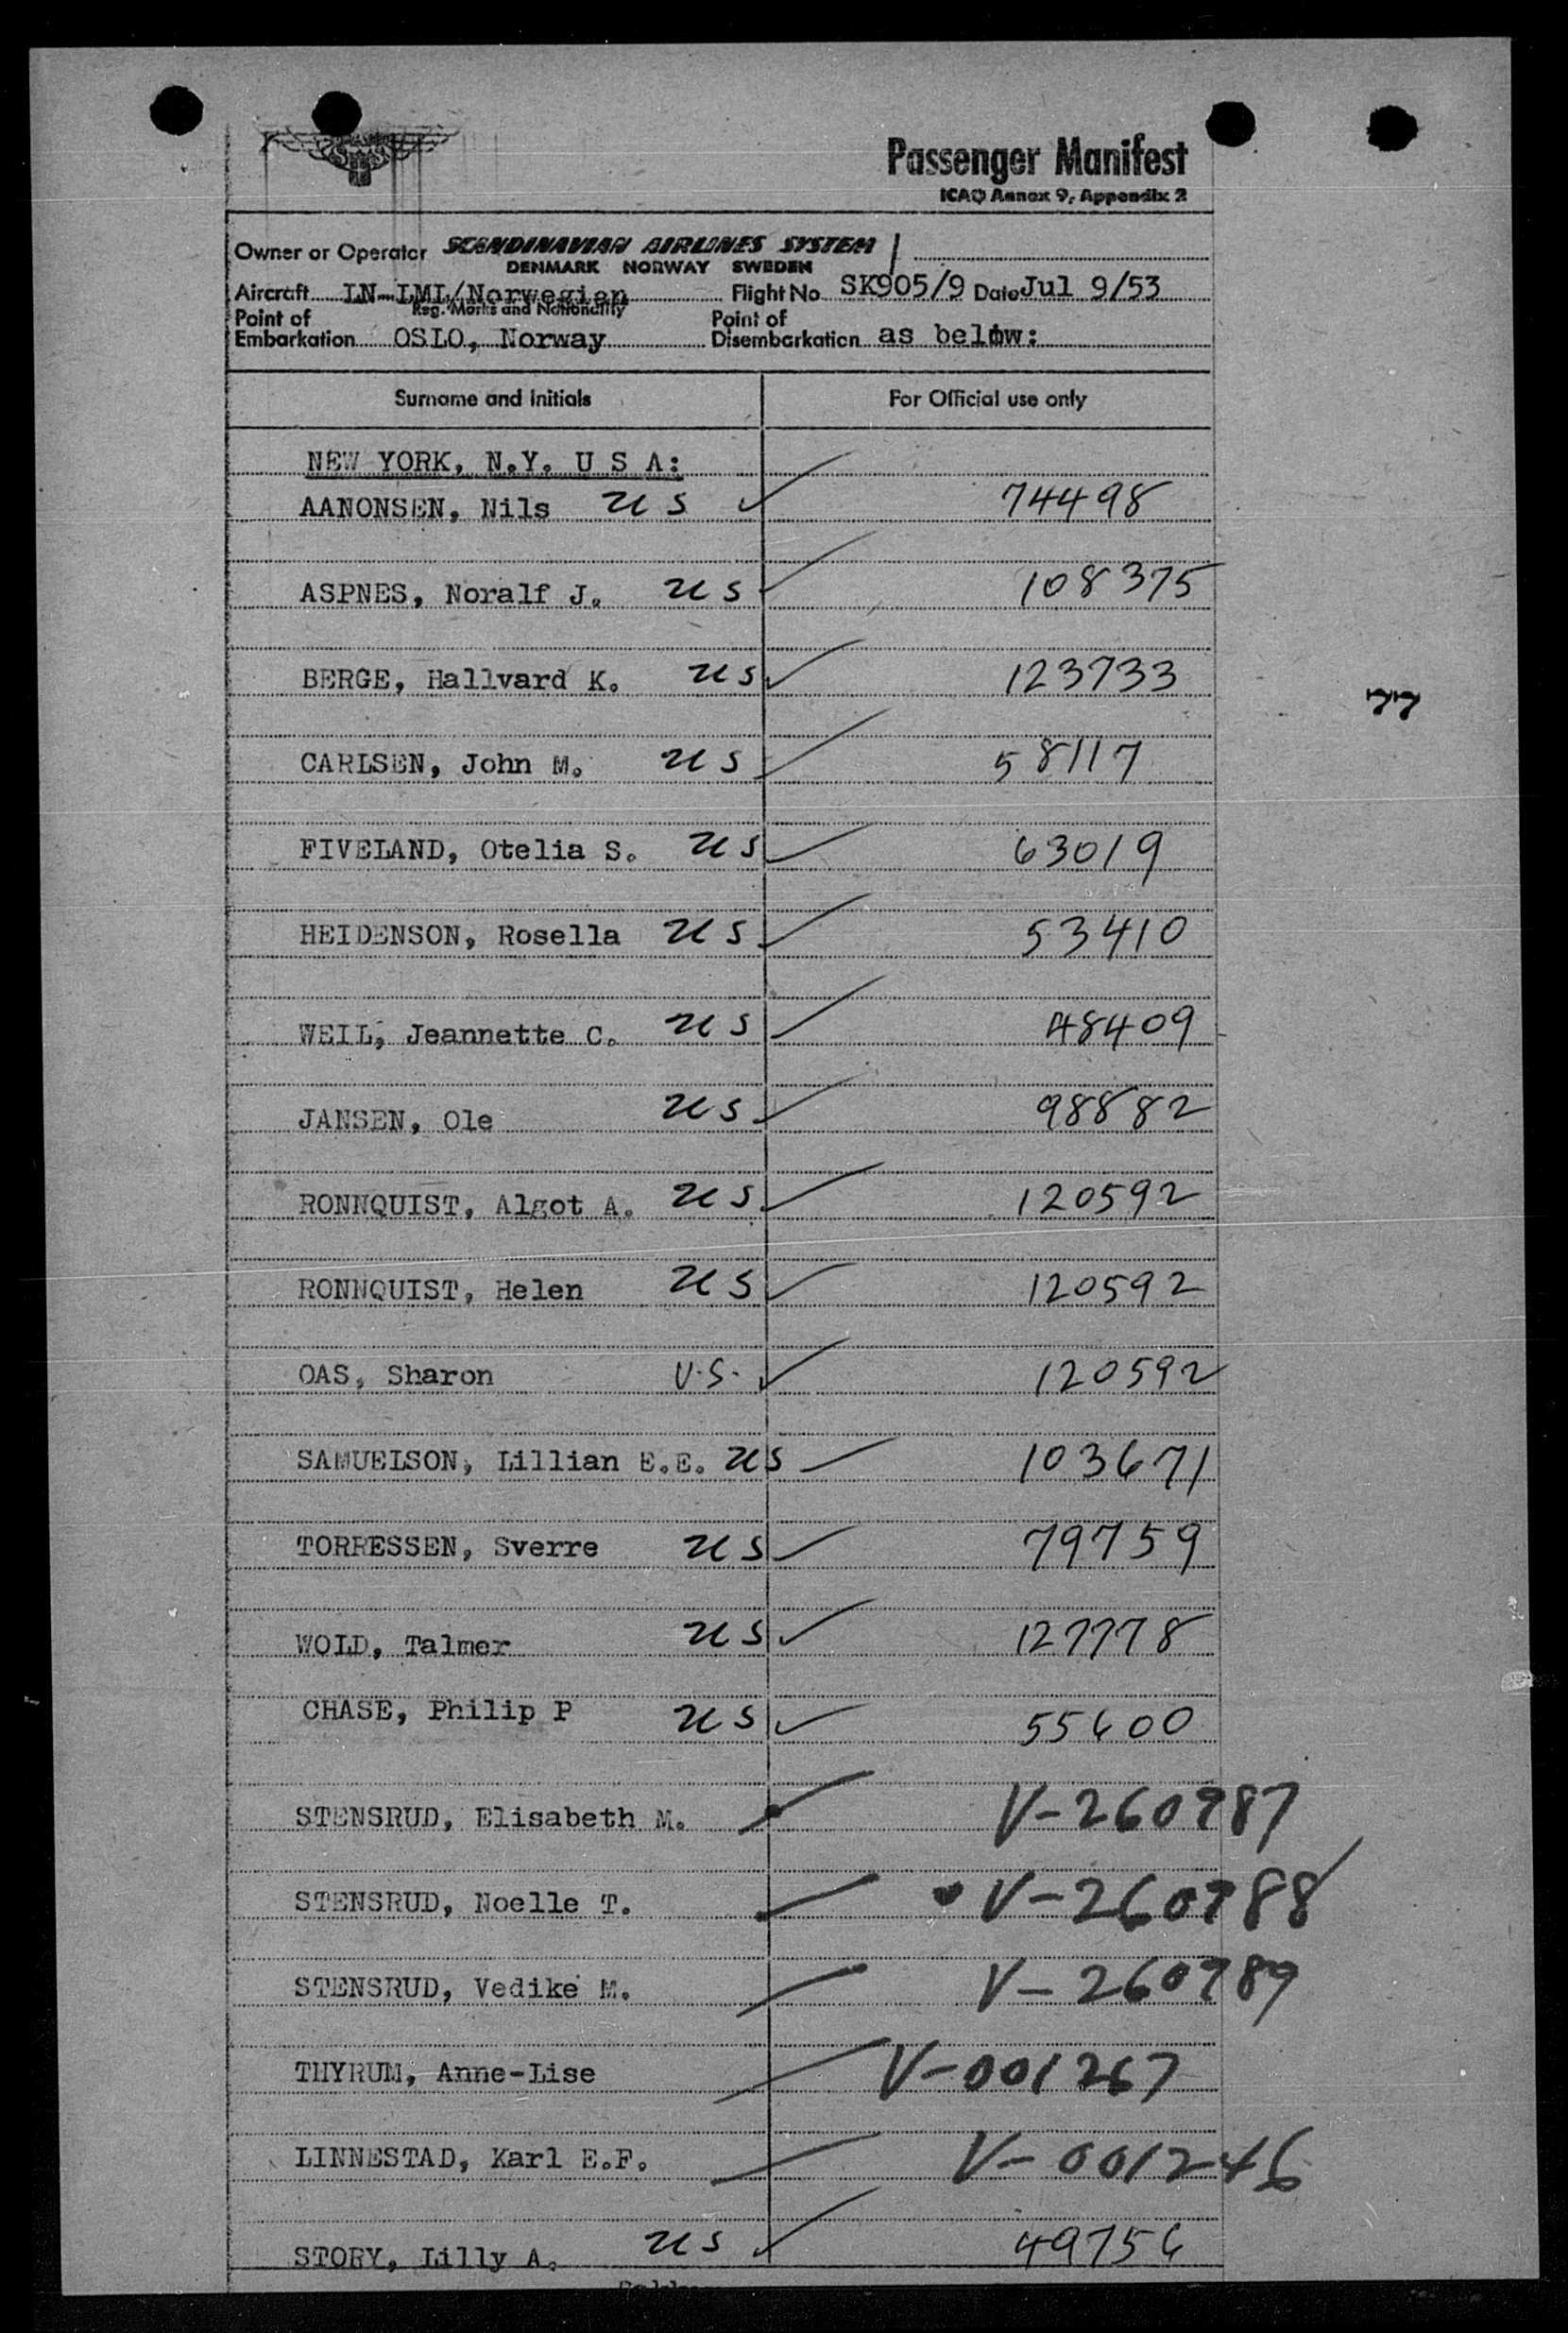 Passenger Manifest
ICAO Annex 9, Appendix 2
Owner or Operator SCANDINAVIAN AIRLINES SYSTEM
DENMARK NORWAY SWEDEN
Aircraft LN-LML/Norwegian Flight No SK905/9 Date Jul 9/53
Reg. Marks and Nationality
Point of Embarkation OSLO, Norway Point of Disembarkation as below:
Surname and Initials For Official use only
NEW YORK, N.Y. U S A:
AANONSEN, Nils US 74498
ASPNES, Noralf J. US 108375
BERGE, Hallvard K. US 123733
77
CARLSEN, John M. US 58117
FIVELAND, Otelia S. US 63019
HEIDENSON, Rosella US 53410
WEIL, Jeannette C. US 48409
JANSEN, Ole US 98882
RONNQUIST, Algot A. US 120592
RONNQUIST, Helen US 120592
OAS, Sharon U.S. 120592
SAMUELSON, Lillian E.E. US 103671
TORRESSEN, Sverre US 79759
WOLD, Talmer US 127778
CHASE, Philip P US 55600
STENSRUD, Elisabeth M. V-260987
STENSRUD, Noelle T. V-260988
STENSRUD, Vedike M. V-260989
THYRUM, Anne-Lise V-001267
LINNESTAD, Karl E.F. V-001246
STORY, Lilly A. US 49756